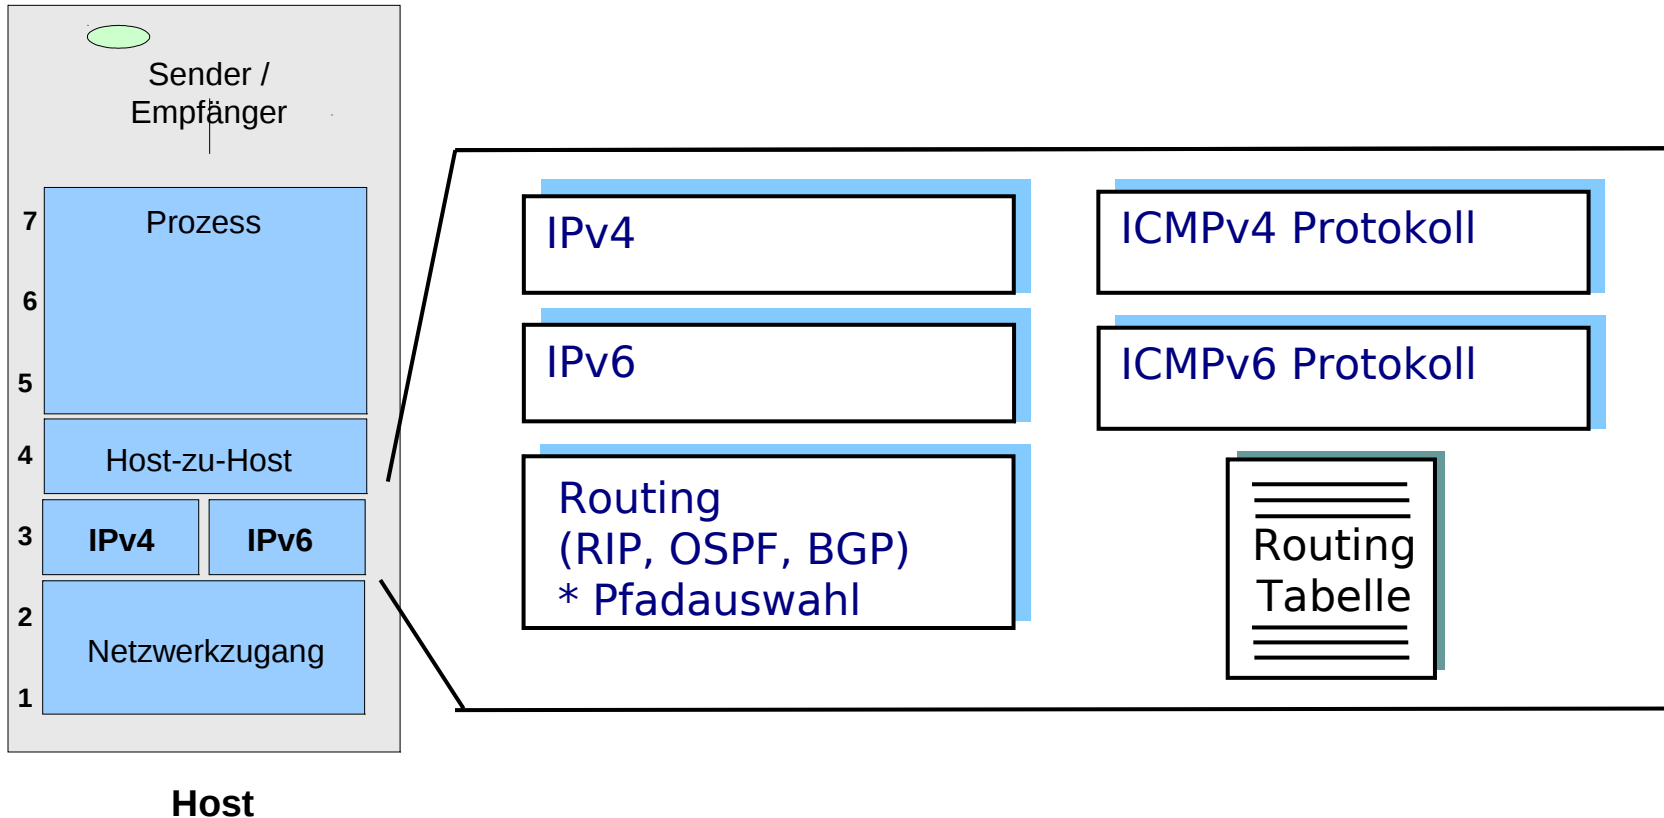 Sender /
Empfänger
7
Prozess
6
5
4
Host-zu-Host
3
IPv4
IPv6
2
Netzwerkzugang
1
Host
IPv4
IPv6
Routing
(RIP, OSPF, BGP)
* Pfadauswahl
ICMPv4 Protokoll
ICMPv6 Protokoll
Routing
Tabelle